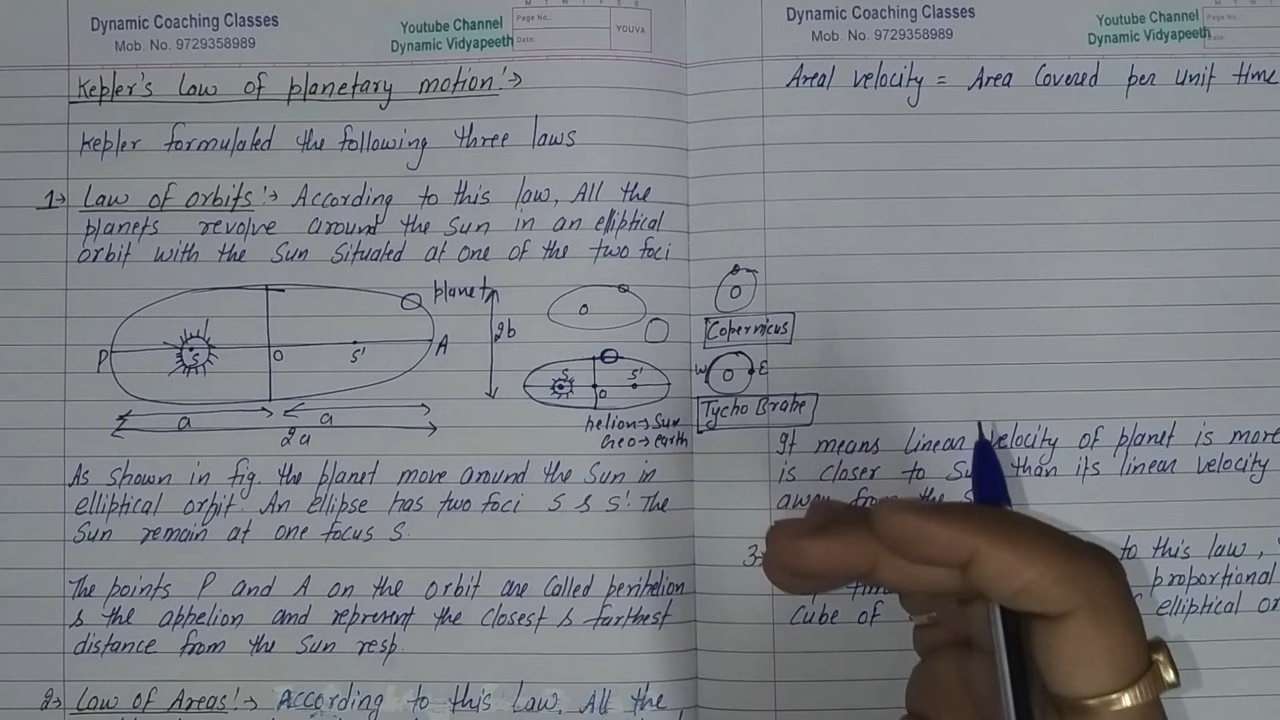 Dynamic Coaching Classes
Mob. No. 9729358989
Youtube Channel
Dynamic Vidyapeeth
M T W T F S S
Page No.:
Date:
YOUVA
Kepler's Law of planetary motion:->
Kepler formulated the following three laws
1-> Law of orbits:-> According to this law, All the
planets revolve around the Sun in an elliptical
orbit with the Sun Situated at one of the two foci
planet
P
S
O
S'
A
2b
a
a
2a
S
O
S'
helion->Sun
Geo->earth
Copernicus
W
E
Tycho Brahe
As shown in fig. the planet move around the Sun in
elliptical orbit. An ellipse has two foci S & S'. The
Sun remain at one focus S.
The points P and A on the orbit are called perihelion
& the apphelion and represent the closest & farthest
distance from the Sun resp.
2-> Law of Areas:-> According to this Law, All the
Dynamic Coaching Classes
Mob. No. 9729358989
Youtube Channel
Dynamic Vidyapeeth
Page No.:
Areal velocity = Area Covered per unit time
It means linear velocity of planet is more
is closer to than its linear velocity
away from the
3->
to this law,
proportional
cube of
elliptical